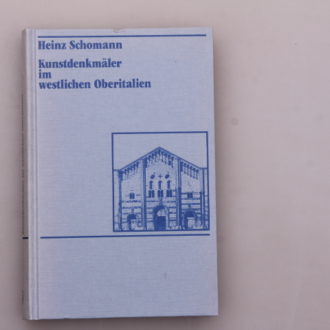 Heinz Schomann
Kunstdenkmäler
im
westlichen Oberitalien